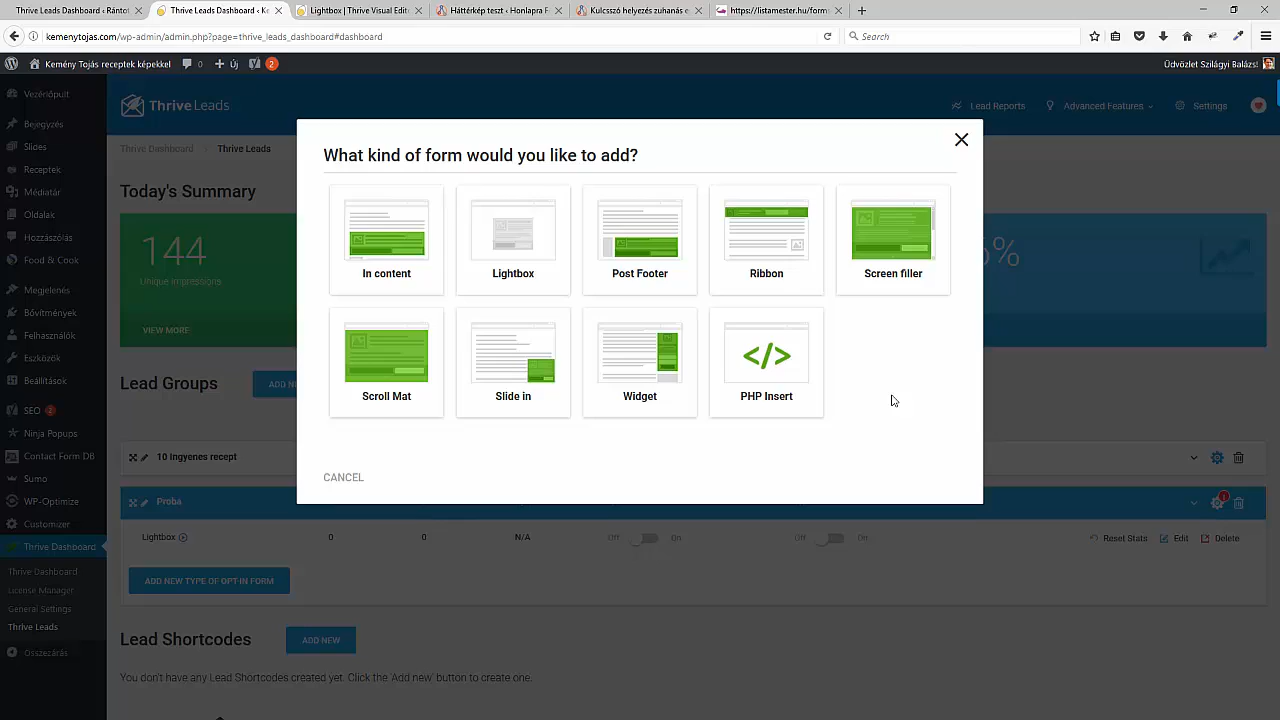 Thrive Leads Dashboard ‹ Rántot
Thrive Leads Dashboard ‹ Ke
Lightbox | Thrive Visual Edit
Háttérkép teszt ‹ Honlapra F
Kulcsszó helyezés zuhanás e
https://listamester.hu/form
kemenytojas.com/wp-admin/admin.php?page=thrive_leads_dashboard#dashboard
Search
Kemény Tojás receptek képekkel
0
Új
2
Üdvözlet Szilágyi Balázs!
Vezérlőpult
Bejegyzés
Slides
Receptek
Médiatár
Oldalak
Hozzászólás
Food & Cook
Megjelenés
Bővítmények
Felhasználók
Eszközök
Beállítások
SEO 2
Ninja Popups
Contact Form DB
Sumo
WP-Optimize
Customizer
Thrive Dashboard
Thrive Dashboard
License Manager
General Settings
Thrive Leads
Összezárás
Thrive Leads
Lead Reports
Advanced Features
Settings
Thrive Dashboard
Thrive Leads
Today's Summary
144
Unique Impressions
VIEW MORE
%
What kind of form would you like to add?
In content
Lightbox
Post Footer
Ribbon
Screen filler
Scroll Mat
Slide in
Widget
</>
PHP Insert
CANCEL
Lead Groups
ADD NE
10 Ingyenes recept
Próba
1
Lightbox
0
0
N/A
Off
On
Off
On
Reset Stats
Edit
Delete
ADD NEW TYPE OF OPT-IN FORM
Lead Shortcodes
ADD NEW
You don't have any Lead Shortcodes created yet. Click the 'Add new' button to create one.